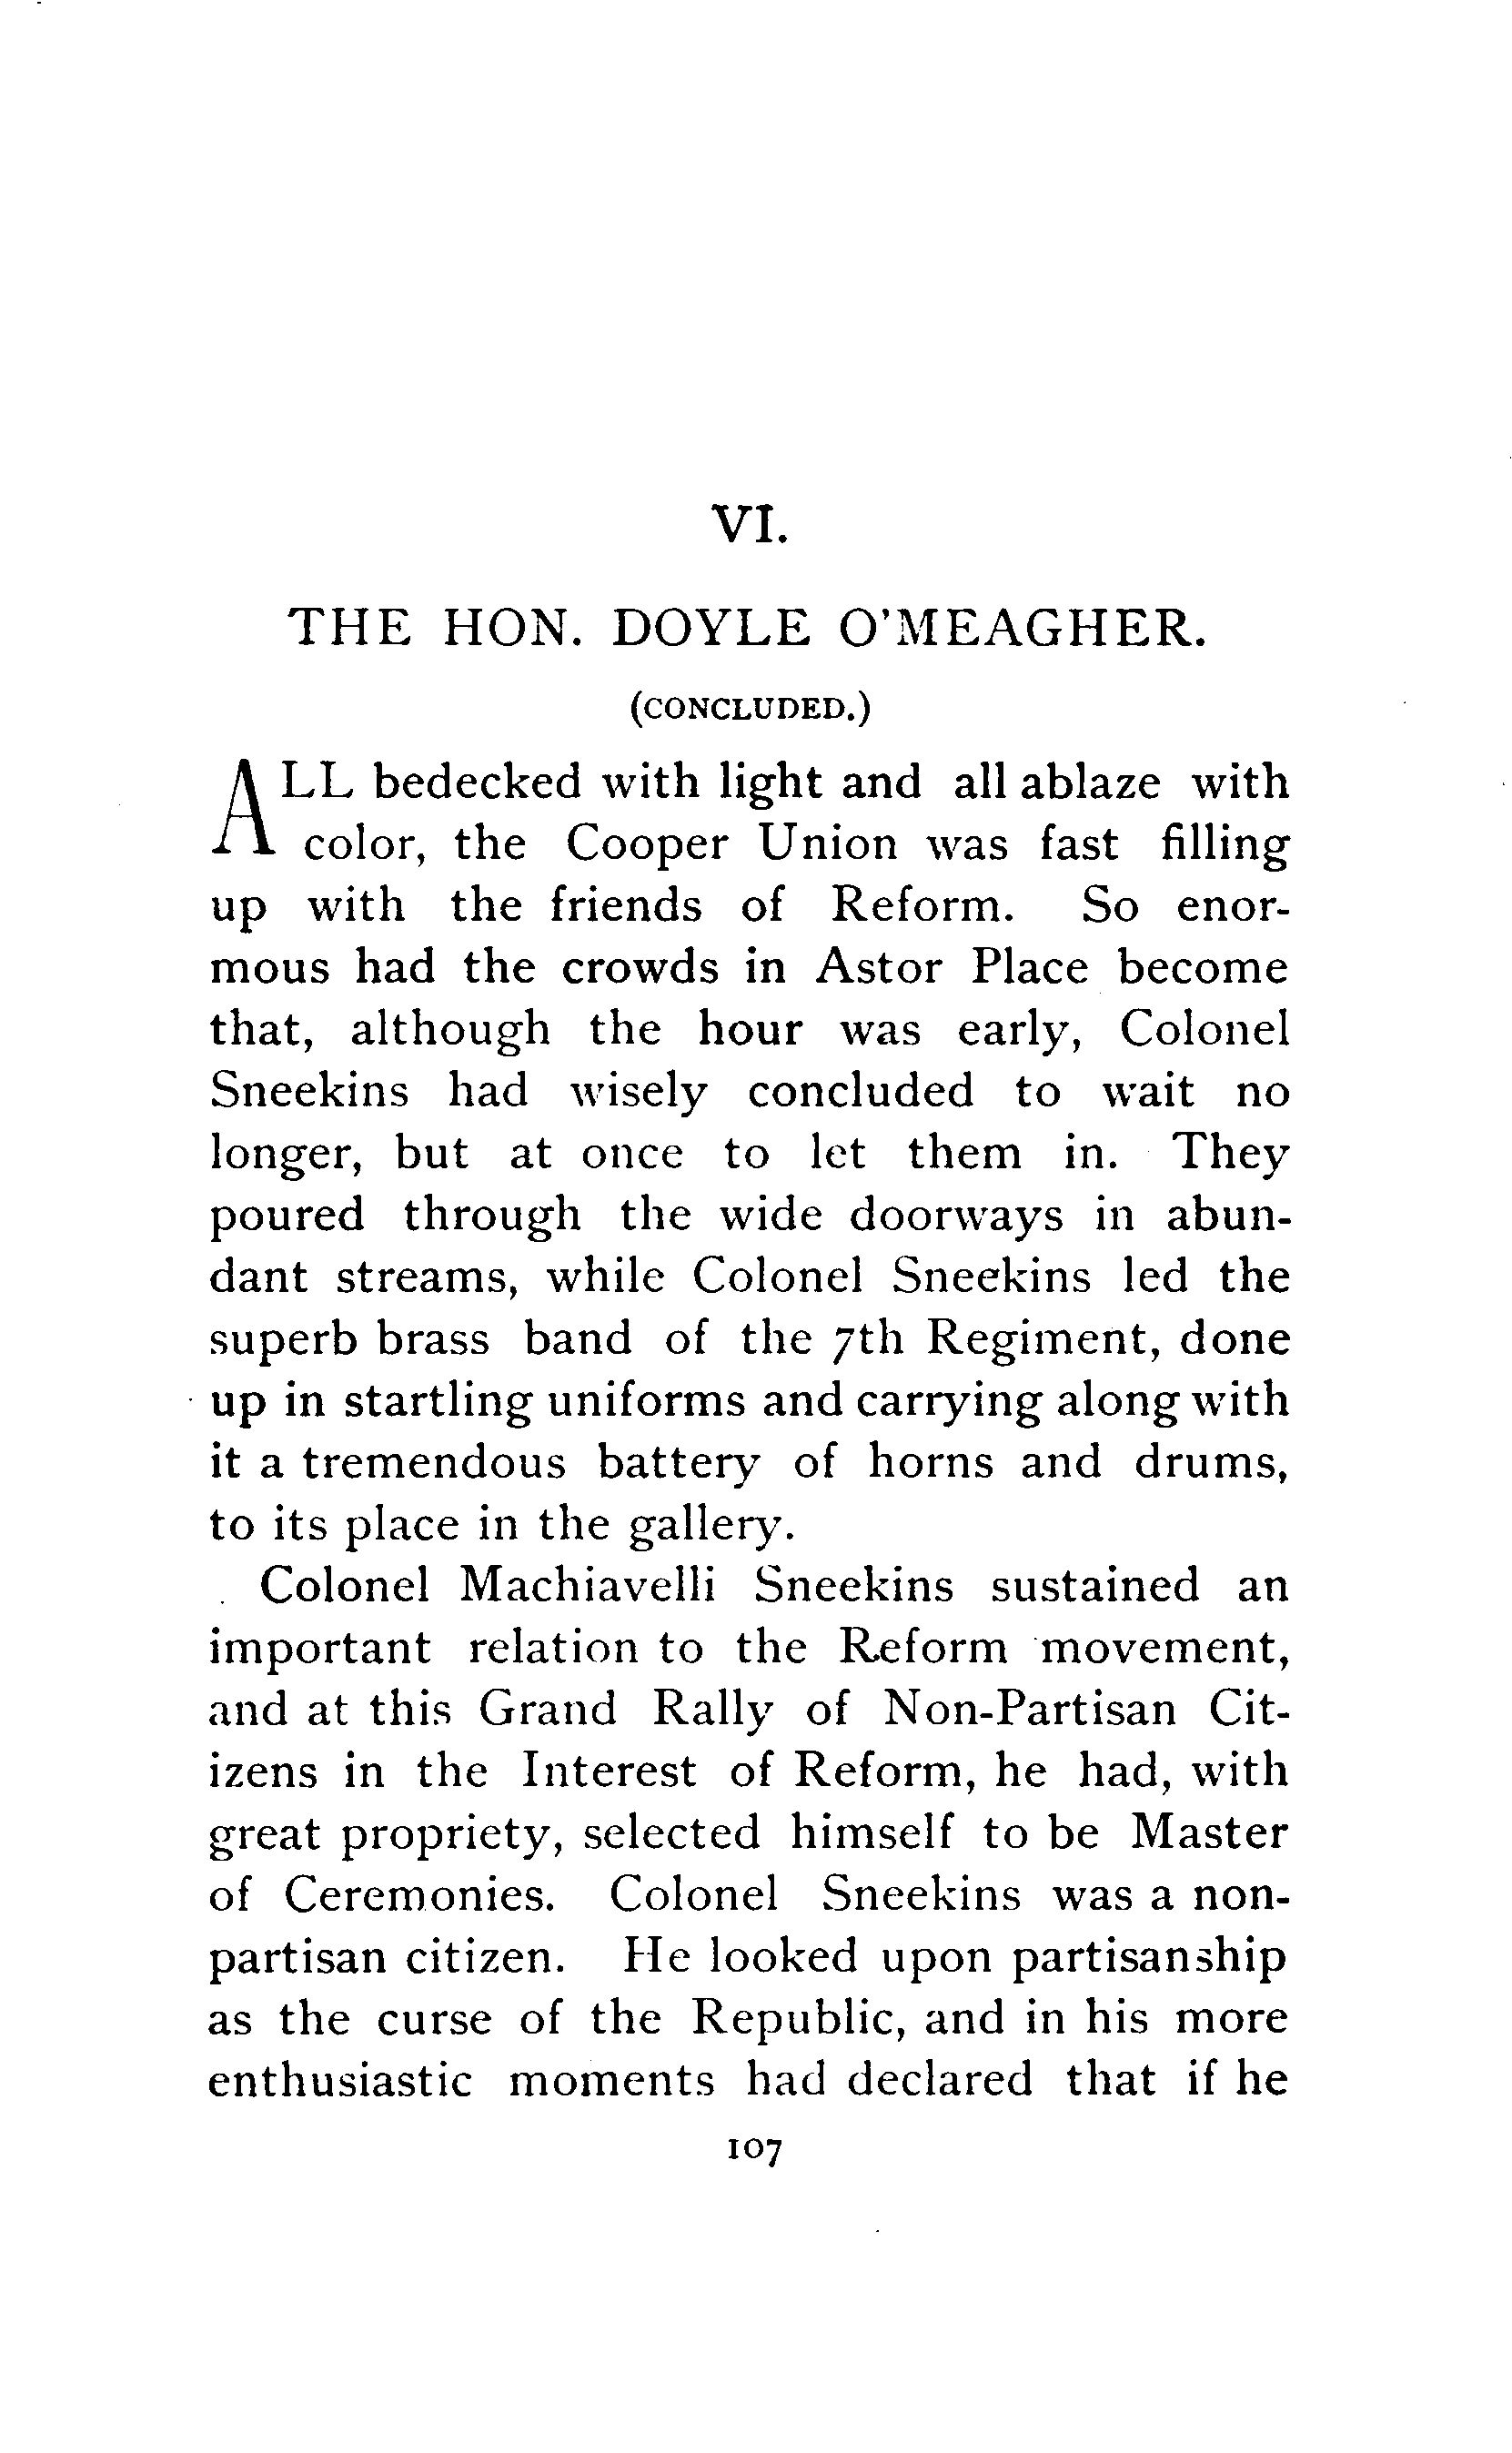 VI.
THE HON. DOYLE O'MEAGHER.
(CONCLUDED.)
ALL bedecked with light and all ablaze with
color, the Cooper Union was fast filling
up with the friends of Reform. So enor-
mous had the crowds in Astor Place become
that, although the hour was early, Colonel
Sneekins had wisely concluded to wait no
longer, but at once to let them in. They
poured through the wide doorways in abun-
dant streams, while Colonel Sneekins led the
superb brass band of the 7th Regiment, done
up in startling uniforms and carrying along with
it a tremendous battery of horns and drums,
to its place in the gallery.
Colonel Machiavelli Sneekins sustained an
important relation to the Reform movement,
and at this Grand Rally of Non-Partisan Cit-
izens in the Interest of Reform, he had, with
great propriety, selected himself to be Master
of Ceremonies. Colonel Sneekins was a non-
partisan citizen. He looked upon partisanship
as the curse of the Republic, and in his more
enthusiastic moments had declared that if he
107